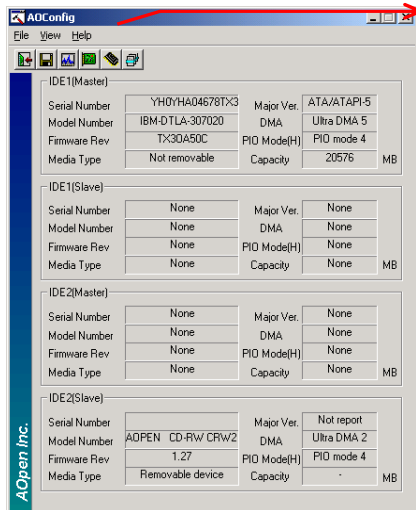 AOConfig
File View Help
IDE1(Master)
Serial Number YH0YHA04678TX3 Major Ver. ATA/ATAPI-5
Model Number IBM-DTLA-307020 DMA Ultra DMA 5
Firmware Rev TX3OA50C PIO Mode(H) PIO mode 4
Media Type Not removable Capacity 20576 MB
IDE1(Slave)
Serial Number None Major Ver. None
Model Number None DMA None
Firmware Rev None PIO Mode(H) None
Media Type None Capacity None MB
IDE2(Master)
Serial Number None Major Ver. None
Model Number None DMA None
Firmware Rev None PIO Mode(H) None
Media Type None Capacity None MB
IDE2(Slave)
Serial Number Major Ver. Not report
Model Number AOPEN CD-RW CRW2 DMA Ultra DMA 2
Firmware Rev 1.27 PIO Mode(H) PIO mode 4
Media Type Removable device Capacity - MB
AOpen Inc.